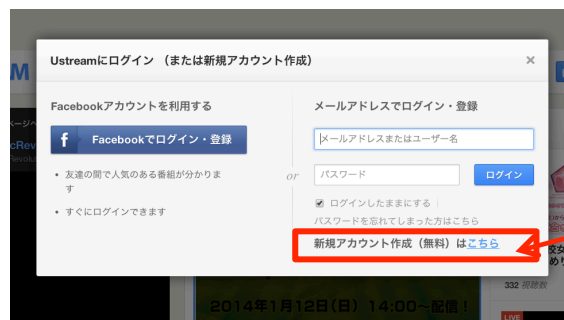 Ustreamにログイン （または新規アカウント作成）
×
Facebookアカウントを利用する
f Facebookでログイン・登録
• 友達の間で人気のある番組が分かりま
す
• すぐにログインできます
or
メールアドレスでログイン・登録
メールアドレスまたはユーザー名
パスワード
ログイン
ログインしたままにする
パスワードを忘れてしまった方はこちら
新規アカウント作成（無料）はこちら
M
cRev
Revolu
332 視聴数
LIVE
2014年1月12日(日) 14:00〜配信！